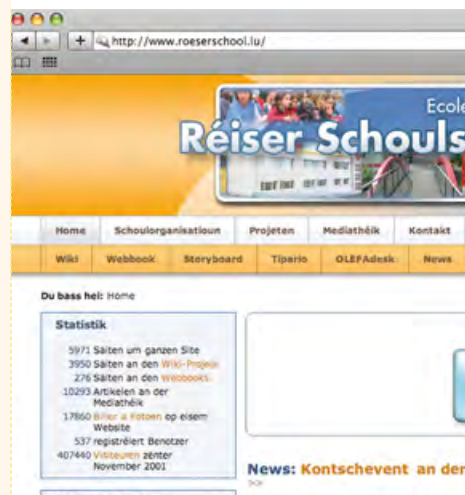 http://www.roeserschool.lu/
Ecole
Réiser Schouls
Home Schoulorganisatioun Projeten Mediathéik Kontakt
Wiki Webbook Storyboard Tipario OLEFAdesk News
Du bass hei: Home
Statistik
5971 Säiten um ganzen Site
3950 Säiten an den Wiki-Projeten
276 Säiten an den Webbooks
10293 Artikelen an der
Mediathéik
17860 Biller a Fotoen op eisem
Website
537 registréiert Benotzer
407440 Visiteuren zënter
November 2001
News: Kontschevent an der
>>